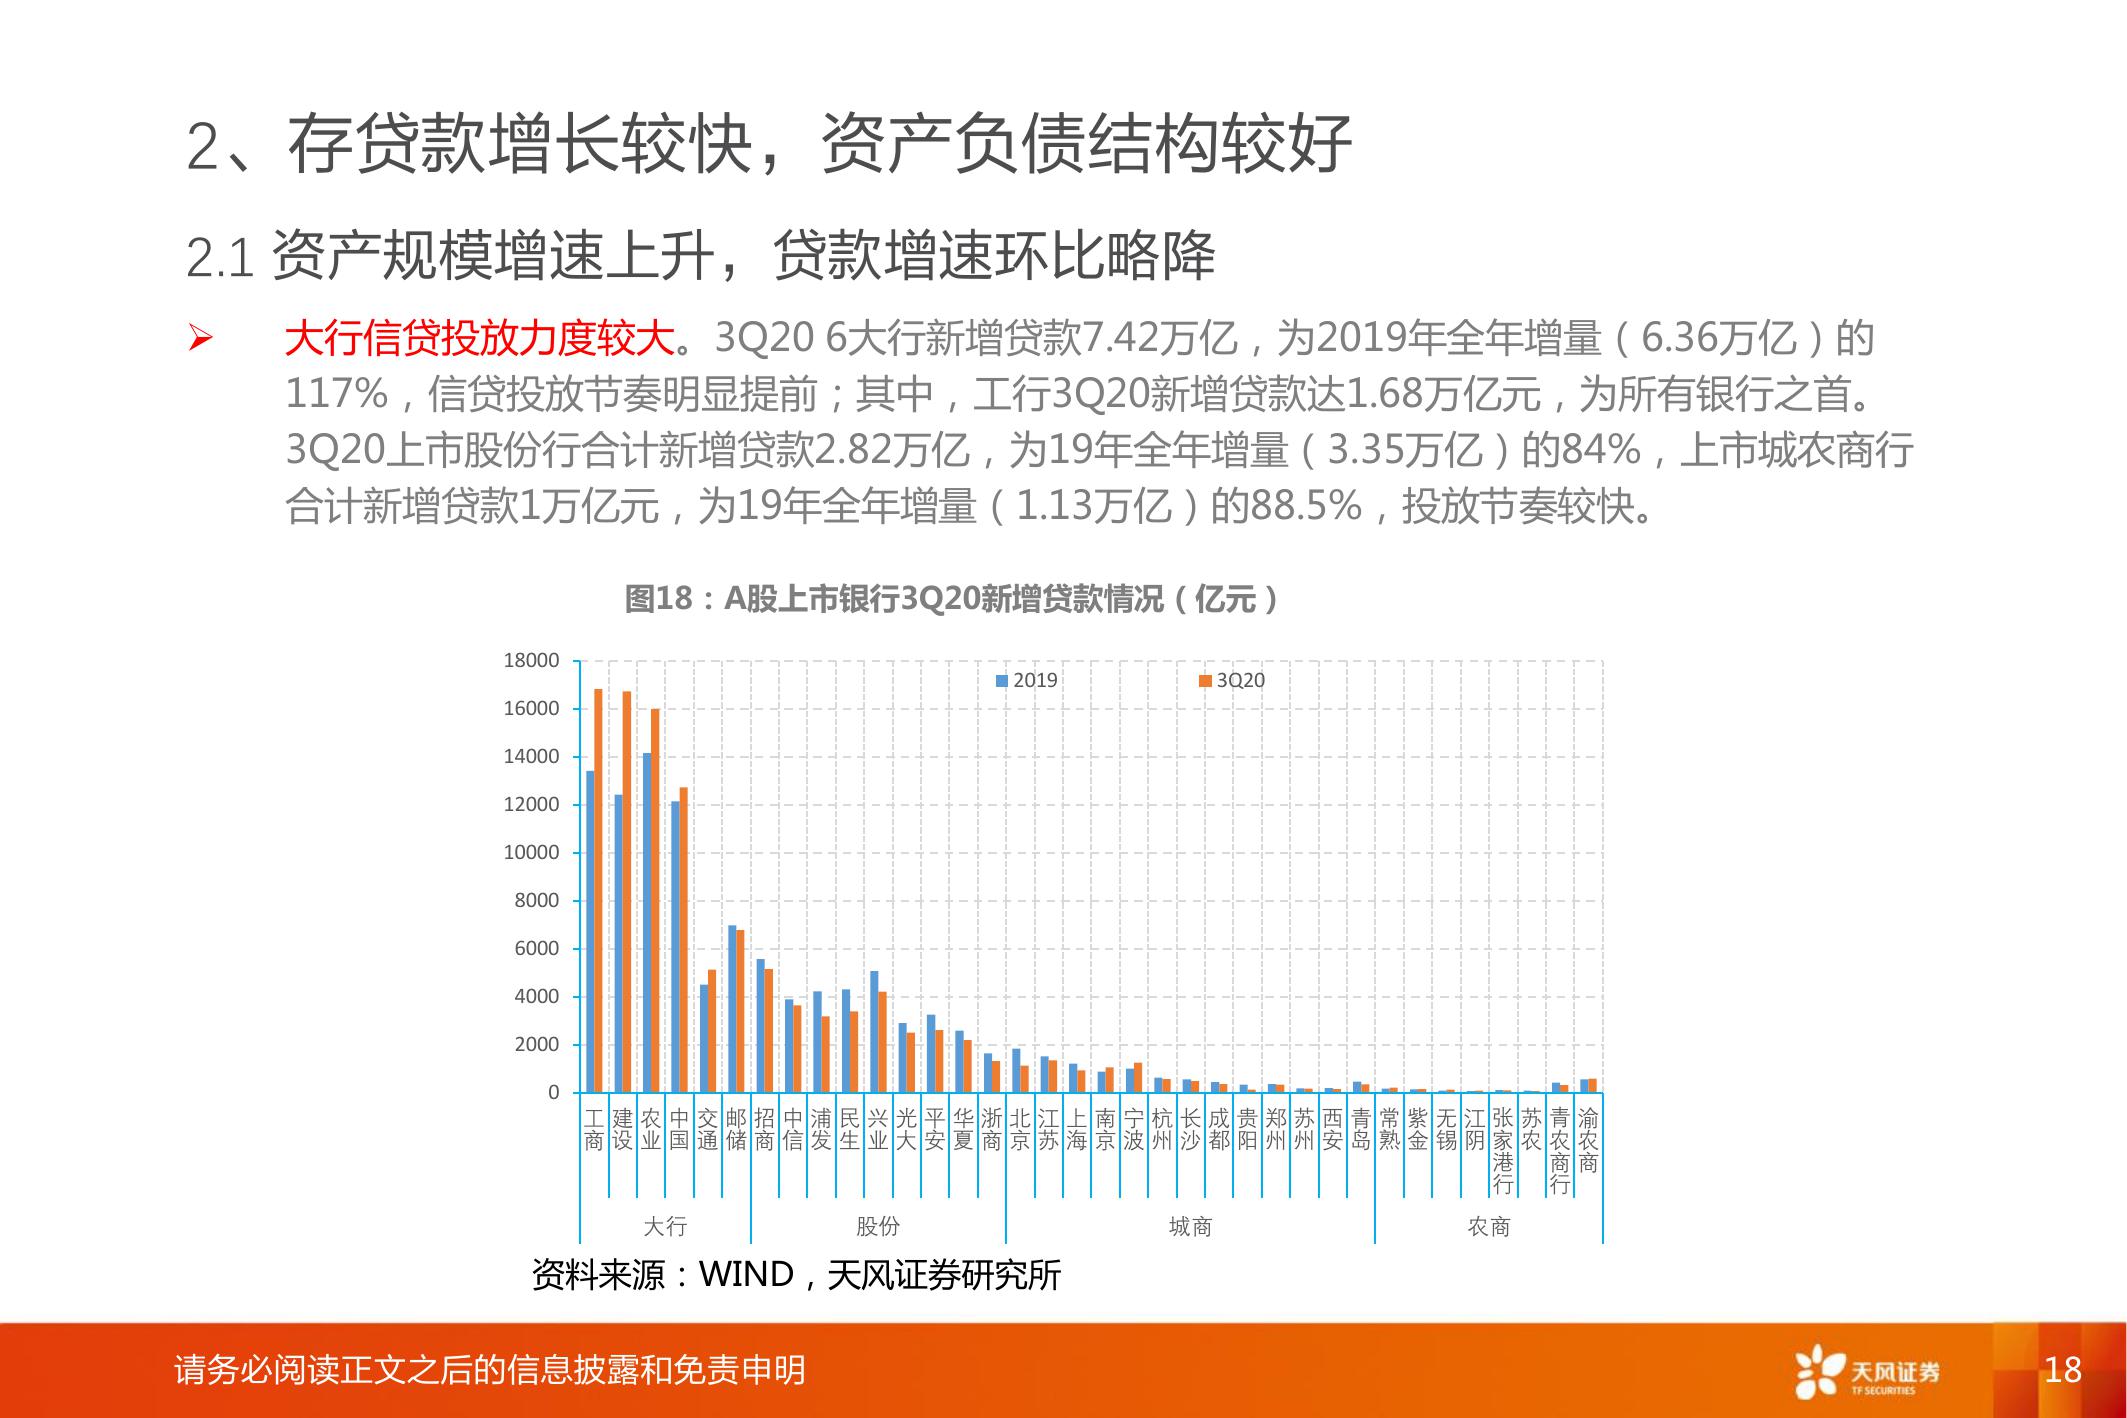 2、存贷款增长较快，资产负债结构较好
2.1 资产规模增速上升，贷款增速环比略降
大行信贷投放力度较大。3Q20 6大行新增贷款7.42万亿，为2019年全年增量（6.36万亿）的
117%，信贷投放节奏明显提前；其中，工行3Q20新增贷款达1.68万亿元，为所有银行之首。
3Q20上市股份行合计新增贷款2.82万亿，为19年全年增量（3.35万亿）的84%，上市城农商行
合计新增贷款1万亿元，为19年全年增量（1.13万亿）的88.5%，投放节奏较快。
图18：A股上市银行3Q20新增贷款情况（亿元）
2019 3Q20
18000
16000
14000
12000
10000
8000
6000
4000
2000
0
工商 建设 农业 中国 交通 邮储 招商 中信 浦发 民生 兴业 光大 平安 华夏 浙商 北京 江苏 上海 南京 宁波 杭州 长沙 成都 贵阳 郑州 苏州 西安 青岛 常熟 紫金 无锡 江阴 张家港行 苏农 青农商行 渝农商
大行 股份 城商 农商
资料来源：WIND，天风证券研究所
请务必阅读正文之后的信息披露和免责申明
天风证券
TF SECURITIES
18